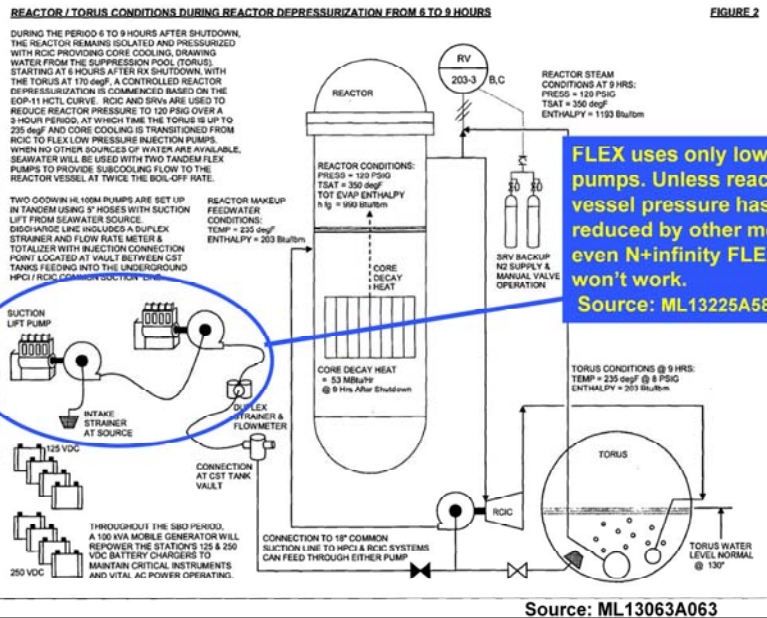 REACTOR / TORUS CONDITIONS DURING REACTOR DEPRESSURIZATION FROM 6 TO 9 HOURS
FIGURE 2
DURING THE PERIOD 6 TO 9 HOURS AFTER SHUTDOWN,
THE REACTOR REMAINS ISOLATED AND PRESSURIZED
WITH RCIC PROVIDING CORE COOLING, DRAWING
WATER FROM THE SUPPRESSION POOL (TORUS).
STARTING AT 6 HOURS AFTER RX SHUTDOWN, WITH
THE TORUS AT 170 degF, A CONTROLLED REACTOR
DEPRESSURIZATION IS COMMENCED BASED ON THE
EOP-11 HCTL CURVE. RCIC AND SRVs ARE USED TO
REDUCE REACTOR PRESSURE TO 120 PSIG OVER A
3-HOUR PERIOD, AT WHICH TIME THE TORUS IS UP TO
235 degF AND CORE COOLING IS TRANSITIONED FROM
RCIC TO FLEX LOW PRESSURE INJECTION PUMPS.
WHEN NO OTHER SOURCES OF WATER ARE AVAILABLE,
SEAWATER WILL BE USED WITH TWO TANDEM FLEX
PUMPS TO PROVIDE SUBCOOLING FLOW TO THE
REACTOR VESSEL AT TWICE THE BOIL-OFF RATE.
TWO GODWIN HL100M PUMPS ARE SET UP
IN TANDEM USING 5" HOSES WITH SUCTION
LIFT FROM SEAWATER SOURCE.
DISCHARGE LINE INCLUDES A DUPLEX
STRAINER AND FLOW RATE METER &
TOTALIZER WITH INJECTION CONNECTION
POINT LOCATED AT VAULT BETWEEN CST
TANKS FEEDING INTO THE UNDERGROUND
HPCI / RCIC COMMON SUCTION LINE.
REACTOR MAKEUP
FEEDWATER
CONDITIONS:
TEMP = 235 degF
ENTHALPY = 203 Btu/lbm
REACTOR
REACTOR CONDITIONS:
PRESS = 120 PSIG
TSAT = 350 degF
TOT EVAP ENTHALPY
h fg = 990 Btu/lbm
CORE
DECAY
HEAT
CORE DECAY HEAT
= 53 MBtu/Hr
@ 9 Hrs After Shutdown
RV
203-3
B,C
REACTOR STEAM
CONDITIONS AT 9 HRS:
PRESS = 120 PSIG
TSAT = 350 degF
ENTHALPY = 1193 Btu/lbm
SRV BACKUP
N2 SUPPLY &
MANUAL VALVE
OPERATION
FLEX uses only low
pumps. Unless reac
vessel pressure has
reduced by other m
even N+infinity FLE
won't work.
Source: ML13225A58
SUCTION
LIFT PUMP
INTAKE
STRAINER
AT SOURCE
DUPLEX
STRAINER &
FLOWMETER
CONNECTION
AT CST TANK
VAULT
125 VDC
250 VDC
THROUGHOUT THE SBO PERIOD,
A 100 kVA MOBILE GENERATOR WILL
REPOWER THE STATION'S 125 & 250
VDC BATTERY CHARGERS TO
MAINTAIN CRITICAL INSTRUMENTS
AND VITAL AC POWER OPERATING.
CONNECTION TO 18" COMMON
SUCTION LINE TO HPCI & RCIC SYSTEMS
CAN FEED THROUGH EITHER PUMP
RCIC
TORUS CONDITIONS @ 9 HRS:
TEMP = 235 degF @ 8 PSIG
ENTHALPY = 203 Btu/lbm
TORUS
TORUS WATER
LEVEL NORMAL
@ 130"
Source: ML13063A063